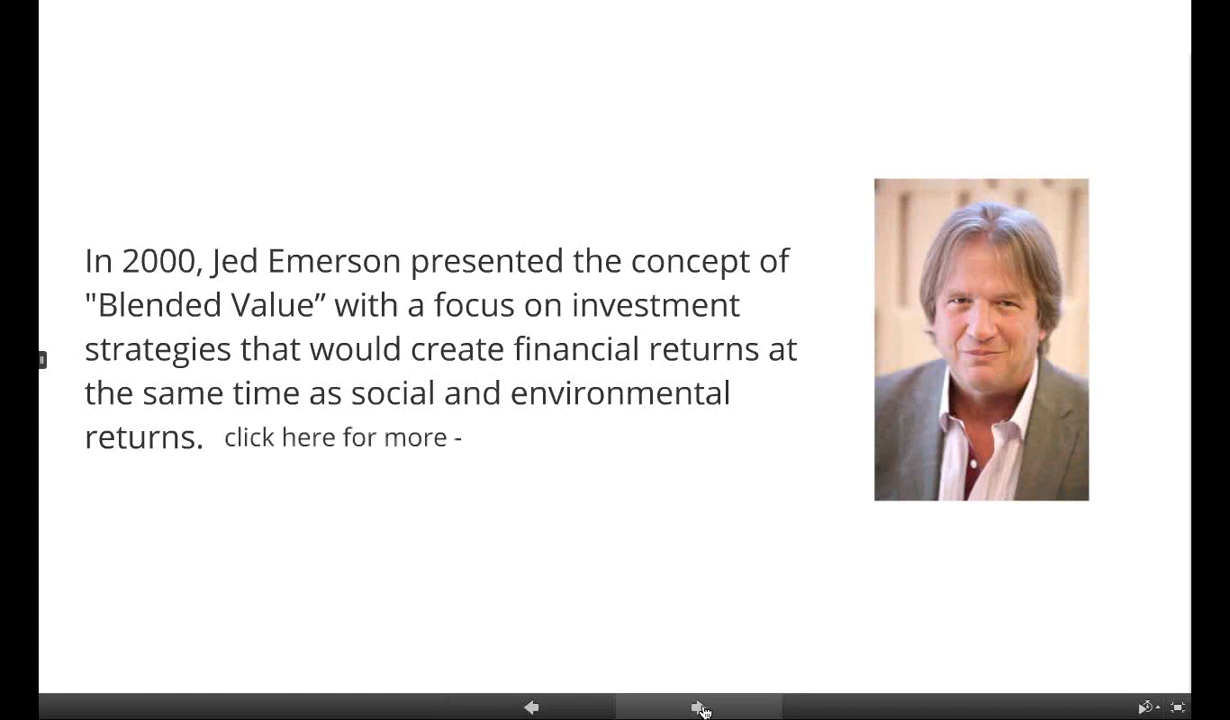 In 2000, Jed Emerson presented the concept of
"Blended Value” with a focus on investment
strategies that would create financial returns at
the same time as social and environmental
returns. click here for more -